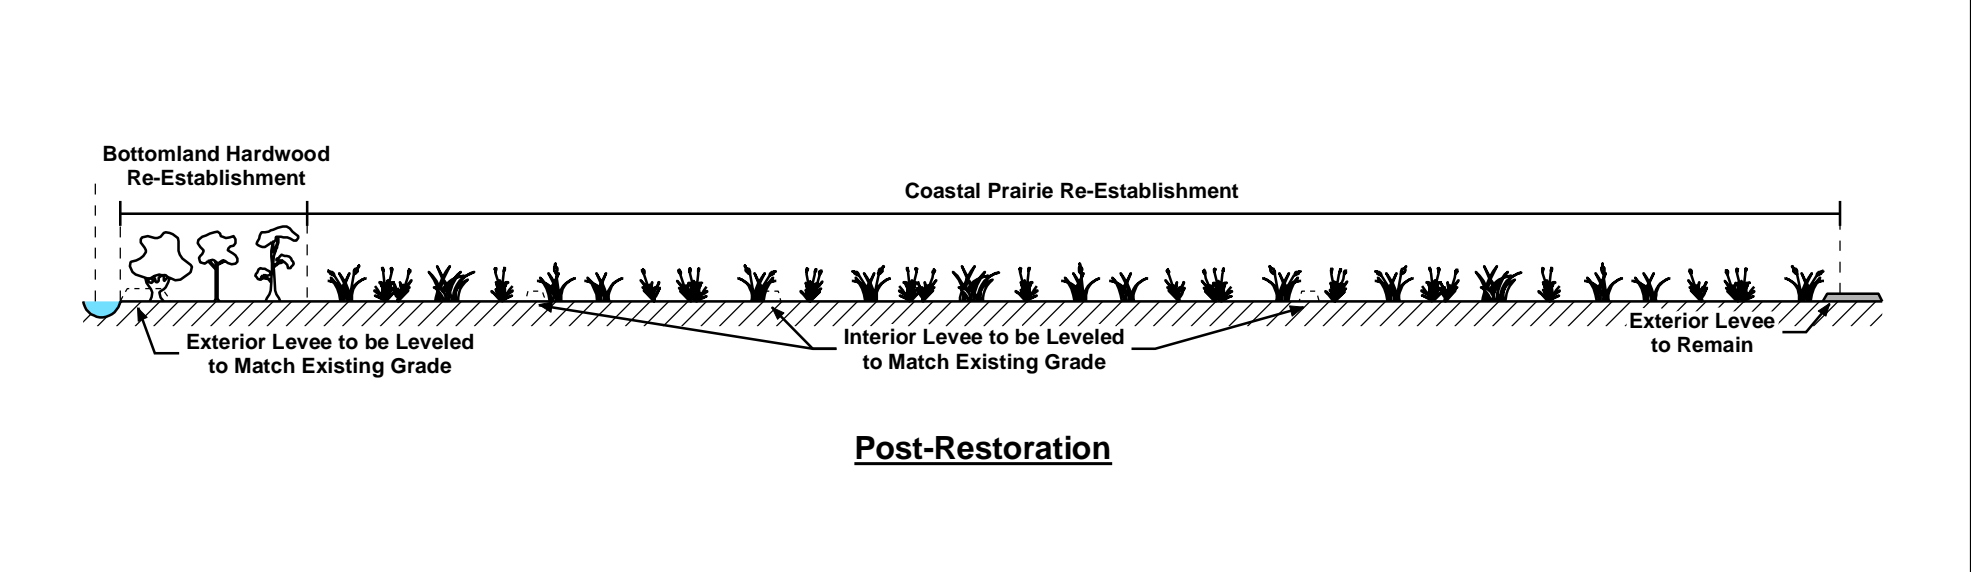 Bottomland Hardwood
Re-Establishment
Coastal Prairie Re-Establishment
Exterior Levee to be Leveled
to Match Existing Grade
Interior Levee to be Leveled
to Match Existing Grade
Exterior Levee
to Remain
Post-Restoration